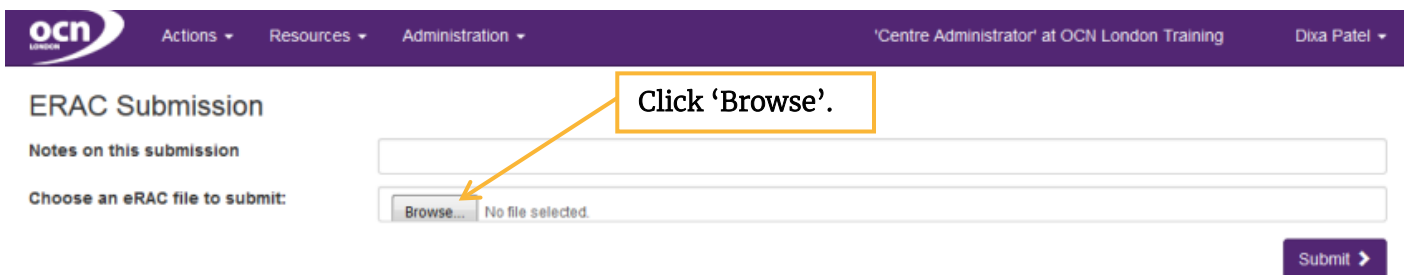 ocn
LONDON
Actions Resources Administration 'Centre Administrator' at OCN London Training Dixa Patel
ERAC Submission
Click ‘Browse’.
Notes on this submission
Choose an eRAC file to submit:
Browse... No file selected.
Submit